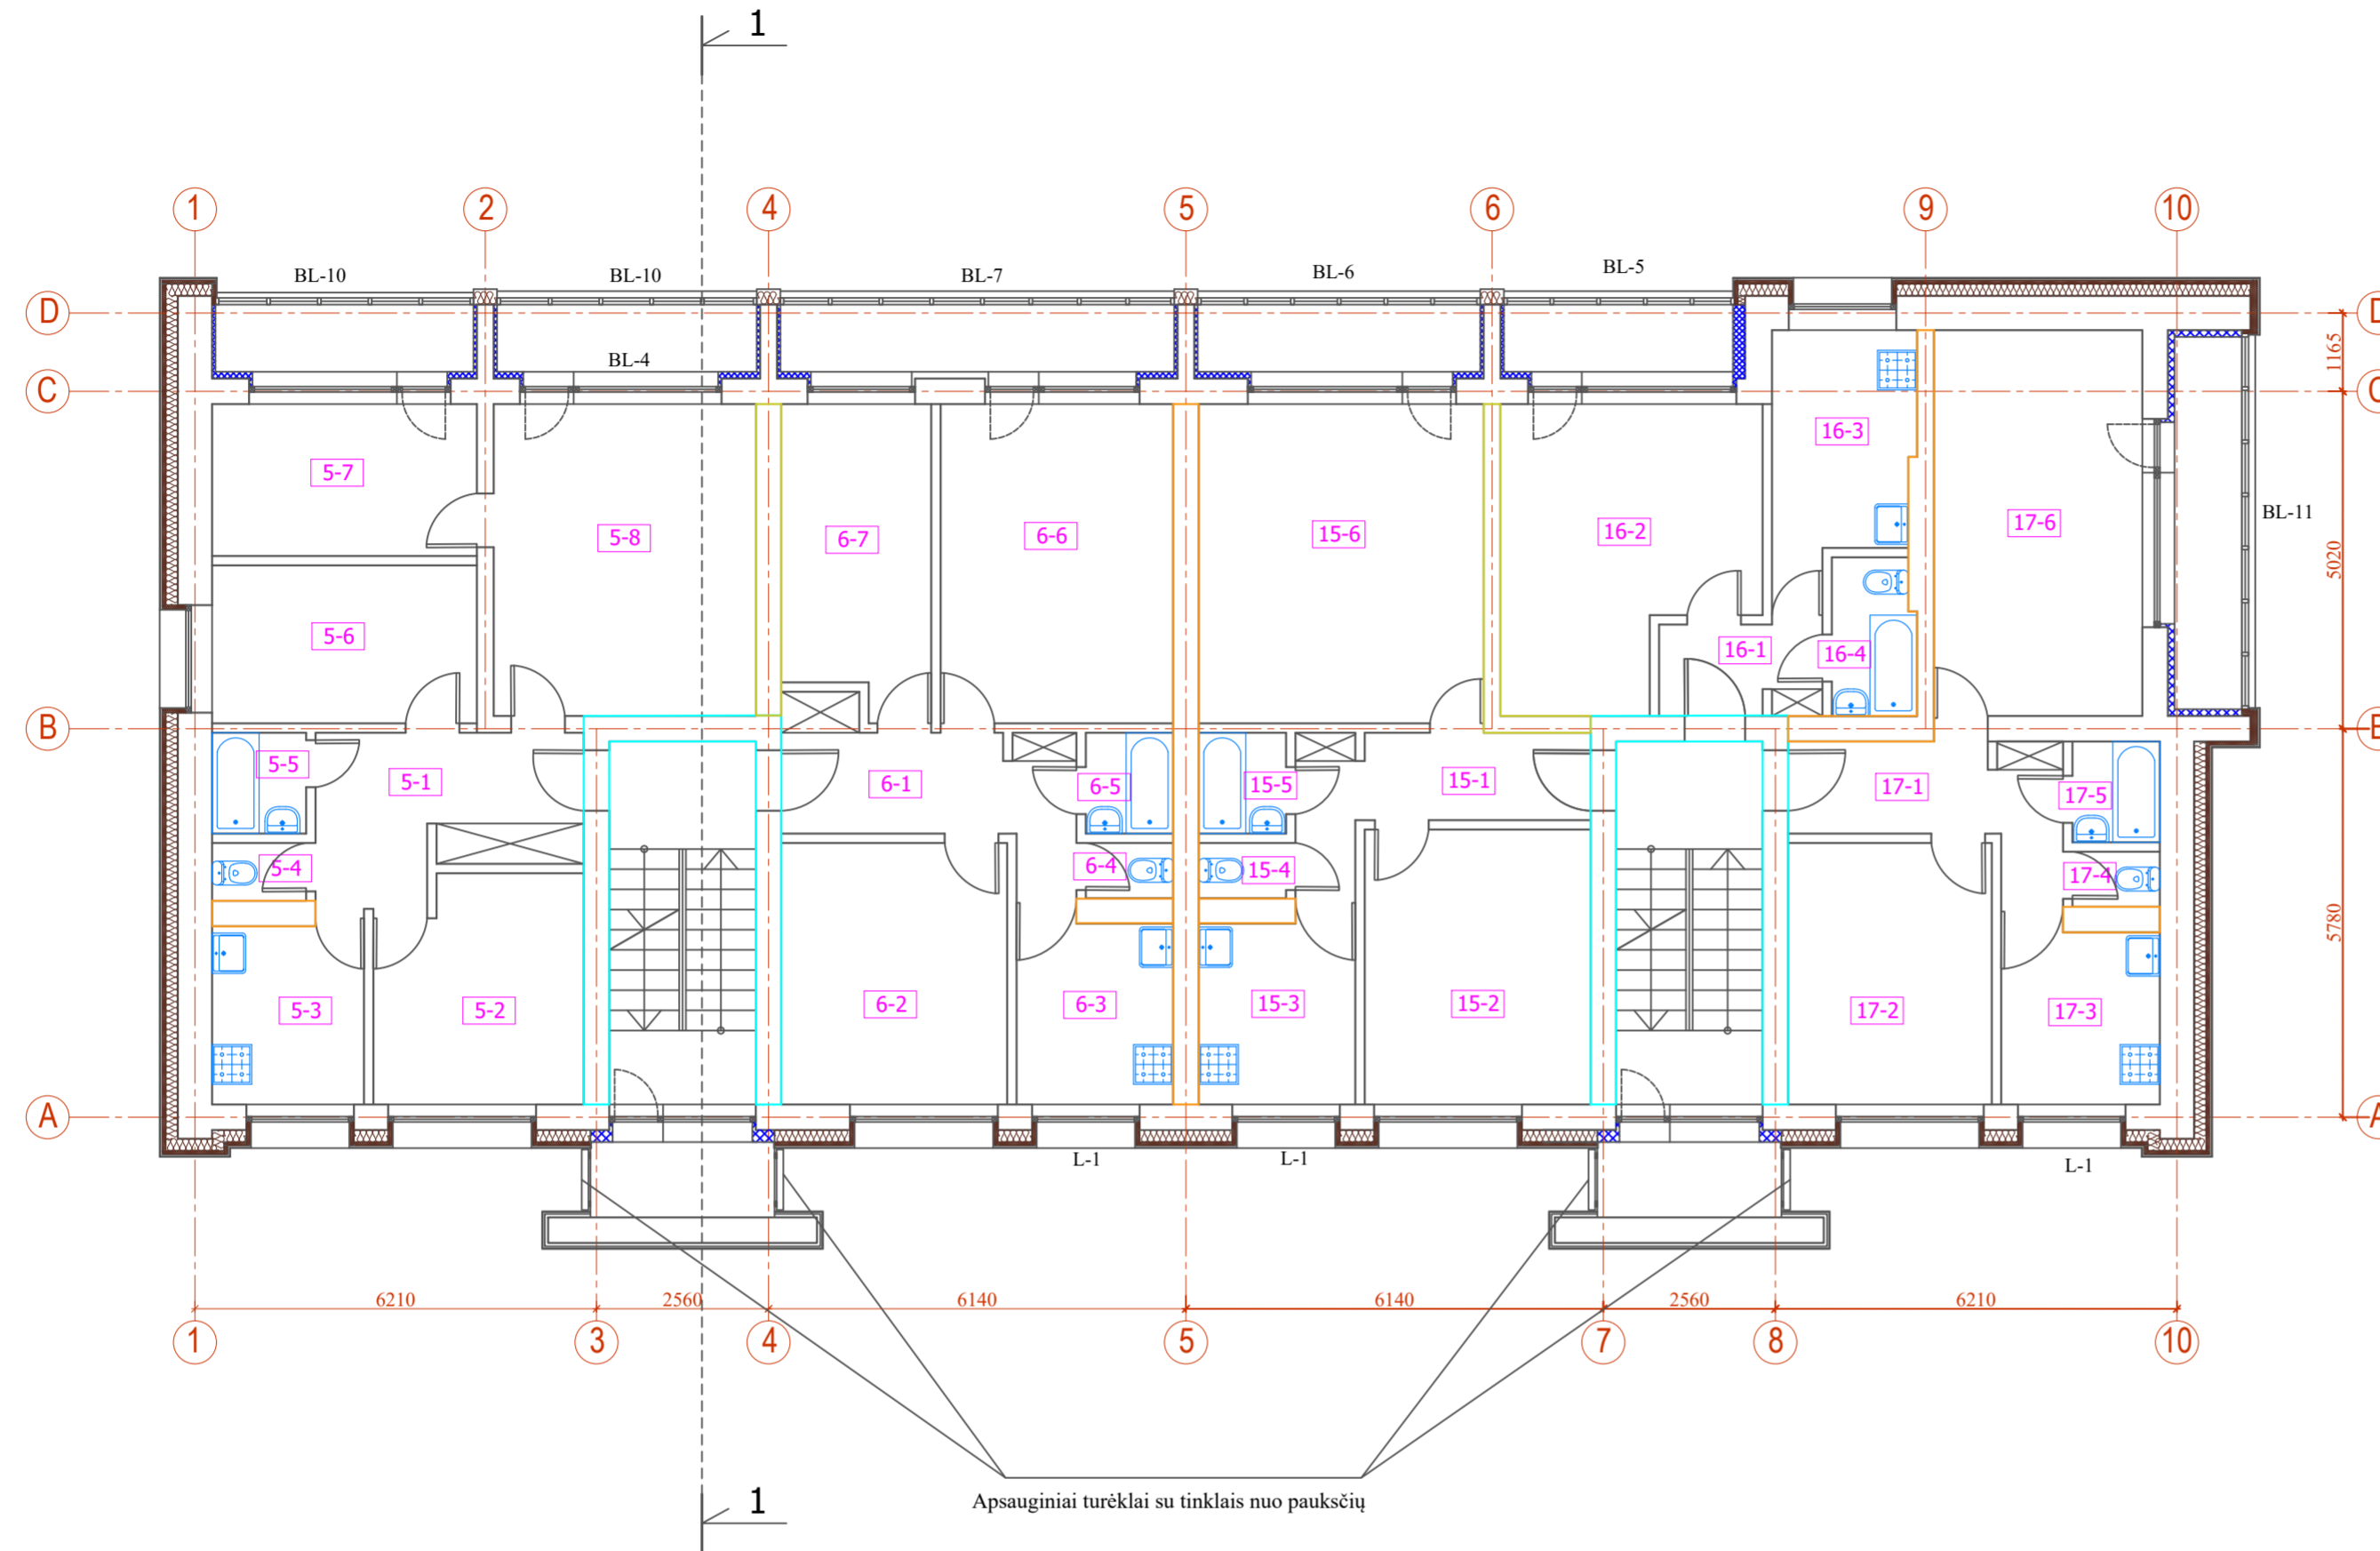 1
1 2 4 5 6 9 10
BL-10 BL-10 BL-7 BL-6 BL-5
D D
1165
BL-4
C C
16-3
5-7
BL-11
5-8 6-7 6-6 15-6 16-2 17-6
5020
5-6 16-1 16-4
B B
5-5 5-1 6-1 6-5 15-5 15-1 17-1 17-5
5-4 6-4 15-4 17-4
5780
5-3 5-2 6-2 6-3 15-3 15-2 17-2 17-3
A A
L-1 L-1 L-1
6210 2560 6140 6140 2560 6210
1 3 4 5 7 8 10
1
Apsauginiai turėklai su tinklais nuo paukščių